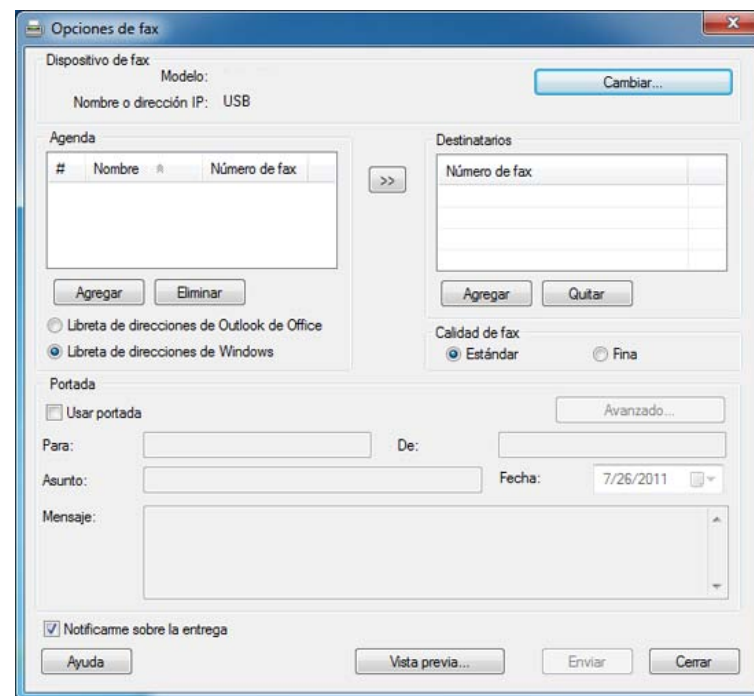 Opciones de fax
Dispositivo de fax
Modelo:
Cambiar...
Nombre o dirección IP: USB
Agenda
# Nombre Número de fax
>>
Destinatarios
Número de fax
Agregar Eliminar
Agregar Quitar
Libreta de direcciones de Outlook de Office
Libreta de direcciones de Windows
Calidad de fax
Estándar Fina
Portada
Usar portada
Avanzado...
Para: De:
Asunto: Fecha: 7/26/2011
Mensaje:
Notificarme sobre la entrega
Ayuda Vista previa... Enviar Cerrar